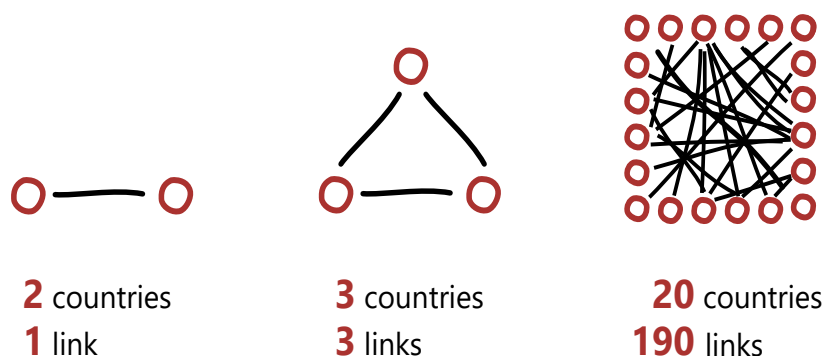 2 countries
1 link
3 countries
3 links
20 countries
190 links